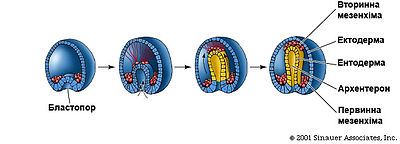 Вторинна
мезенхіма
Ектодерма
Ентодерма
Архентерон
Первинна
мезенхіма
Бластопор
© 2001 Sinauer Associates, Inc.